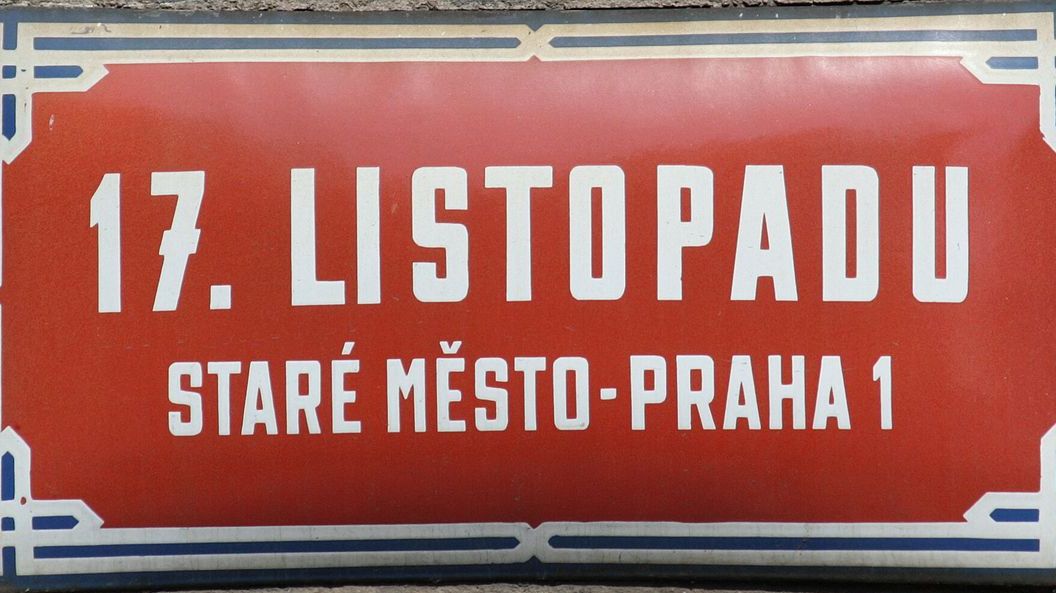 17. LISTOPADU
STARÉ MĚSTO-PRAHA 1